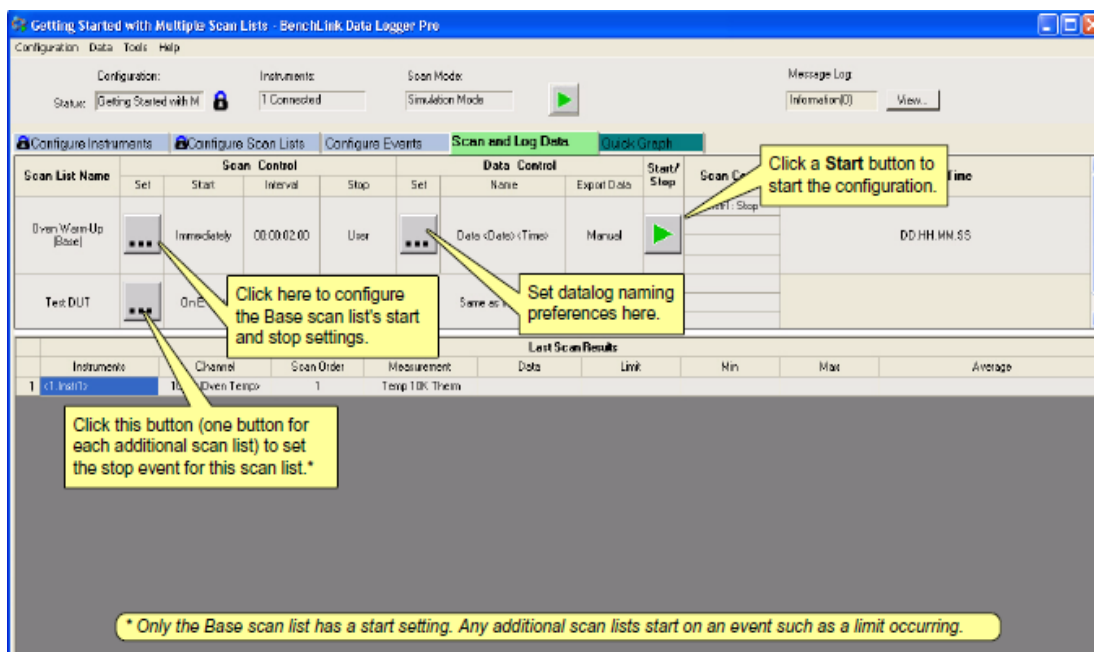 Getting Started with Multiple Scan Lists - BenchLink Data Logger Pro
Configuration Data Tools Help
Configuration: Instruments: Scan Mode: Message Log:
Status: Getting Started with M 1 Connected Simulation Mode Information(0) View...
Configure Instruments Configure Scan Lists Configure Events Scan and Log Data Quick Graph
Scan List Name Scan Control Data Control Start/ Stop Time
Set Start Interval Stop Set Name Export Data
Click a Start button to
start the configuration.
Oven Warm-Up
(Base) ... Immediately 00:00:02.00 User ... Data <Date> <Time> Manual Stop DD.HH.MM.SS
Test DUT ... On Same as
Click here to configure
the Base scan list's start
and stop settings.
Set datalog naming
preferences here.
Last Scan Results
Instruments Channel Scan Order Measurement Data Limit Min Max Average
1 <1.Instr1> Oven Temp> 1 Temp 10K Therm
Click this button (one button for
each additional scan list) to set
the stop event for this scan list.*
* Only the Base scan list has a start setting. Any additional scan lists start on an event such as a limit occurring.